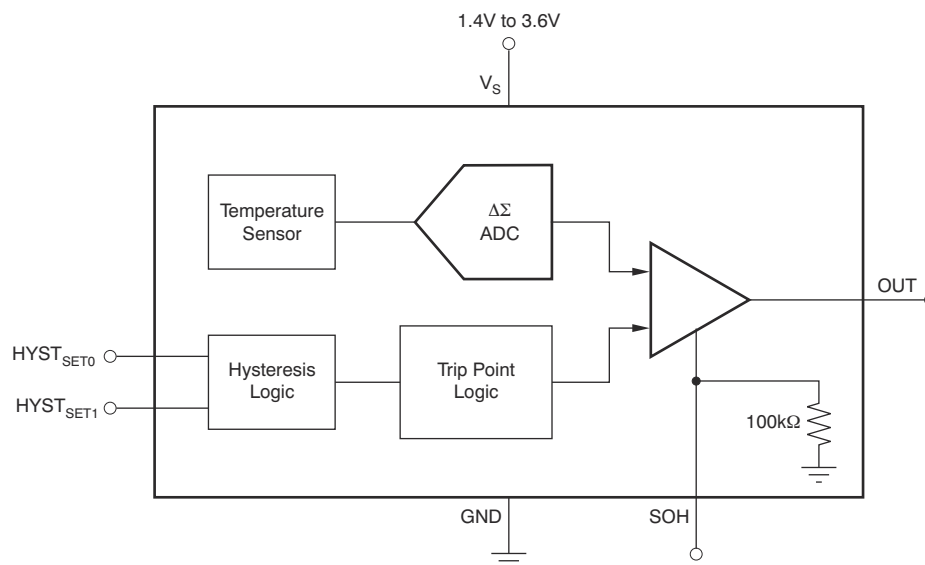 1.4V to 3.6V
VS
Temperature
Sensor
ΔΣ
ADC
OUT
HYSTSET0
Hysteresis
Logic
Trip Point
Logic
HYSTSET1
100kΩ
GND
SOH